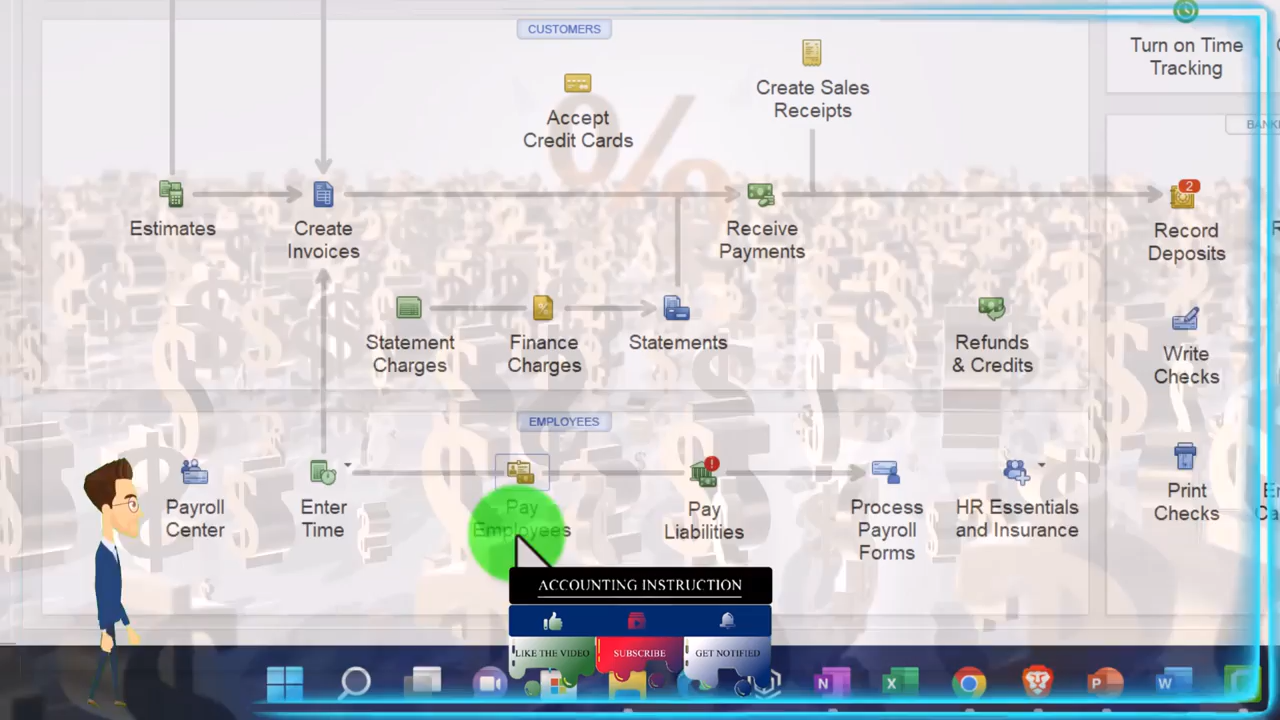 CUSTOMERS
Turn on Time
Tracking
Create Sales
Receipts
Accept
Credit Cards
2
Estimates
Create
Invoices
Receive
Payments
Record
Deposits
Statement
Charges
Finance
Charges
Statements
Refunds
& Credits
Write
Checks
EMPLOYEES
Payroll
Center
Enter
Time
Pay
Employees
Pay
Liabilities
Process
Payroll
Forms
HR Essentials
and Insurance
Print
Checks
ACCOUNTING INSTRUCTION
LIKE THE VIDEO
SUBSCRIBE
GET NOTIFIED